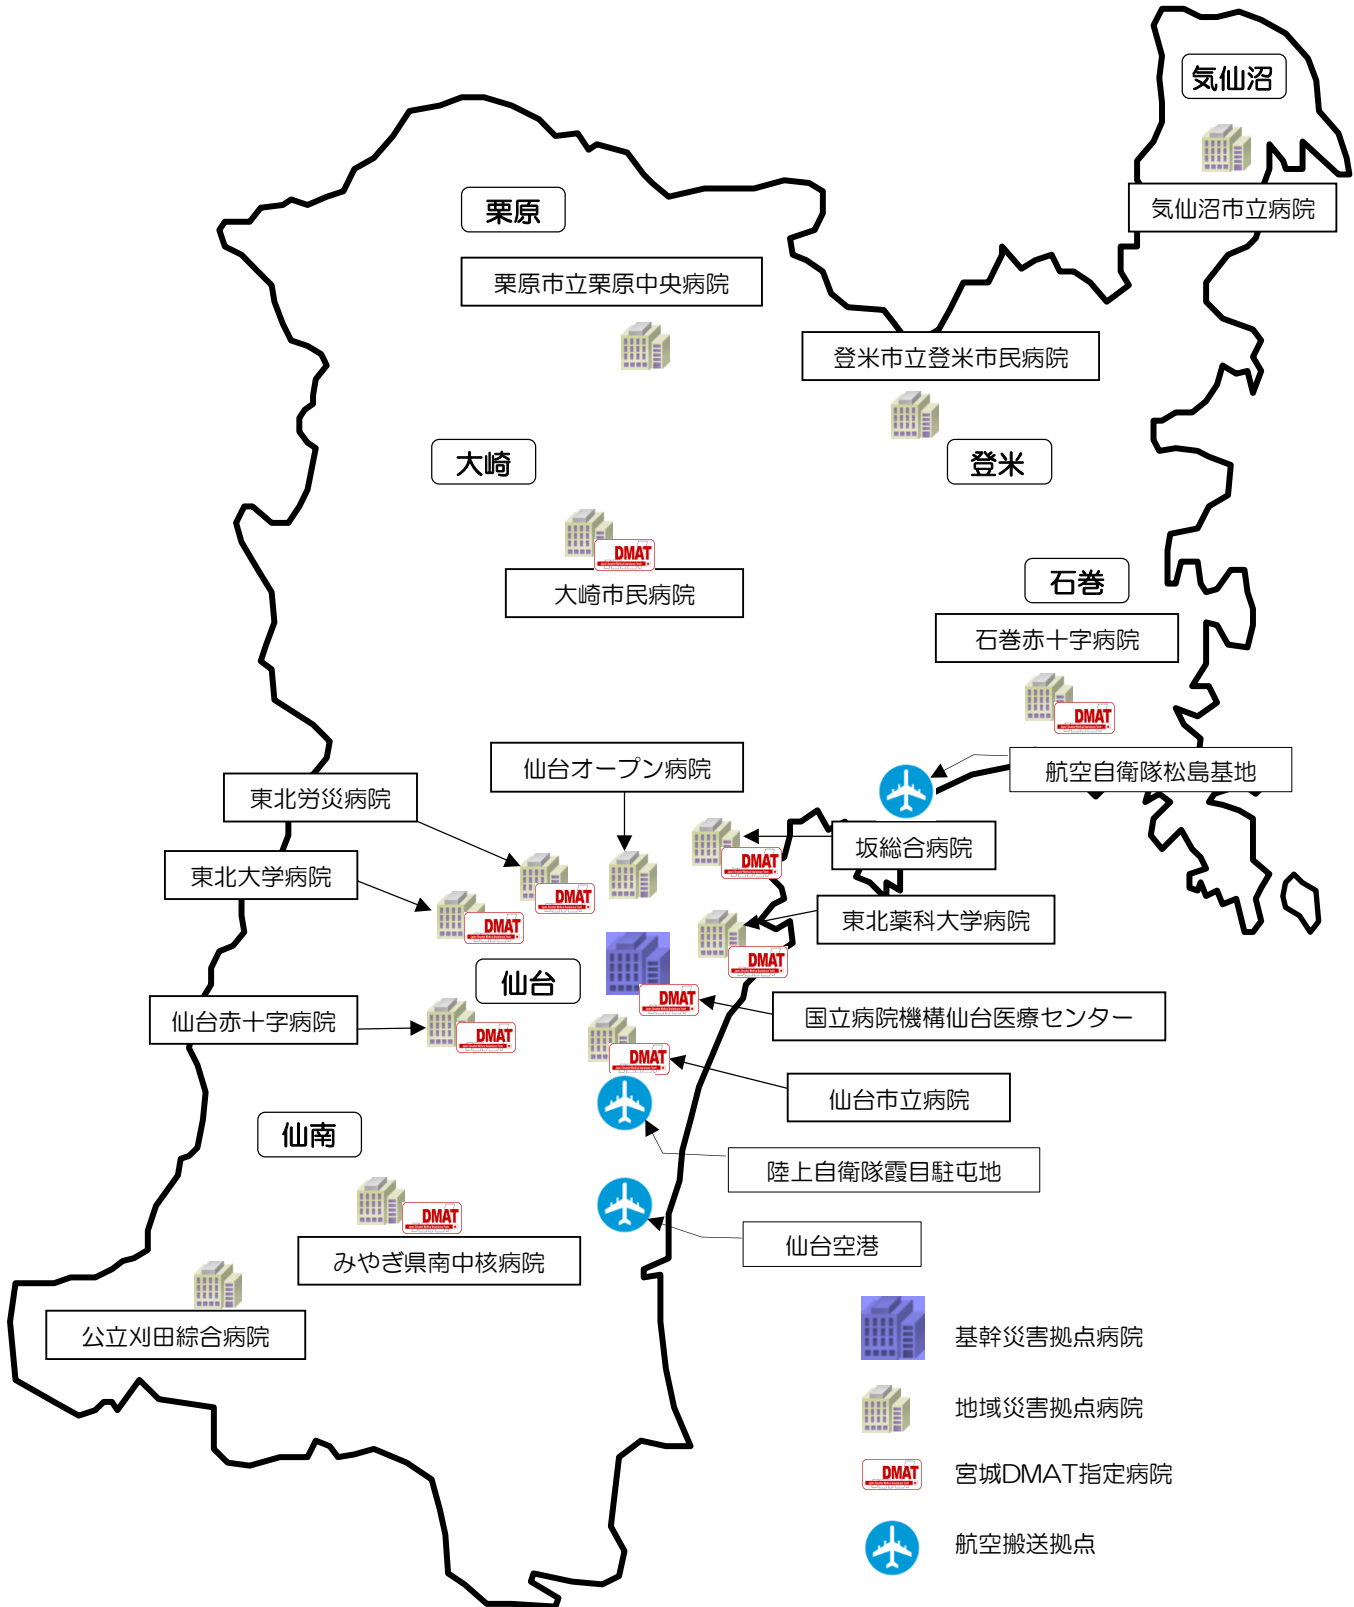 気仙沼
気仙沼市立病院
栗原
栗原市立栗原中央病院
登米市立登米市民病院
大崎
登米
DMAT
大崎市民病院
石巻
石巻赤十字病院
DMAT
仙台オープン病院
航空自衛隊松島基地
東北労災病院
坂総合病院
DMAT
東北大学病院
DMAT
DMAT
東北薬科大学病院
DMAT
仙台
DMAT
仙台赤十字病院
国立病院機構仙台医療センター
DMAT
DMAT
仙台市立病院
仙南
陸上自衛隊霞目駐屯地
DMAT
仙台空港
みやぎ県南中核病院
公立刈田綜合病院
基幹災害拠点病院
地域災害拠点病院
DMAT
宮城DMAT指定病院
航空搬送拠点